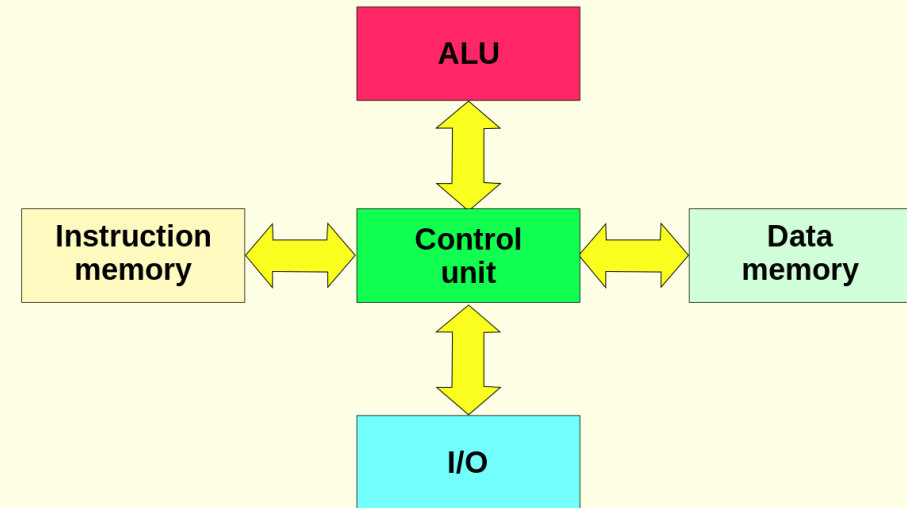 ALU
Instruction
memory
Control
unit
Data
memory
I/O